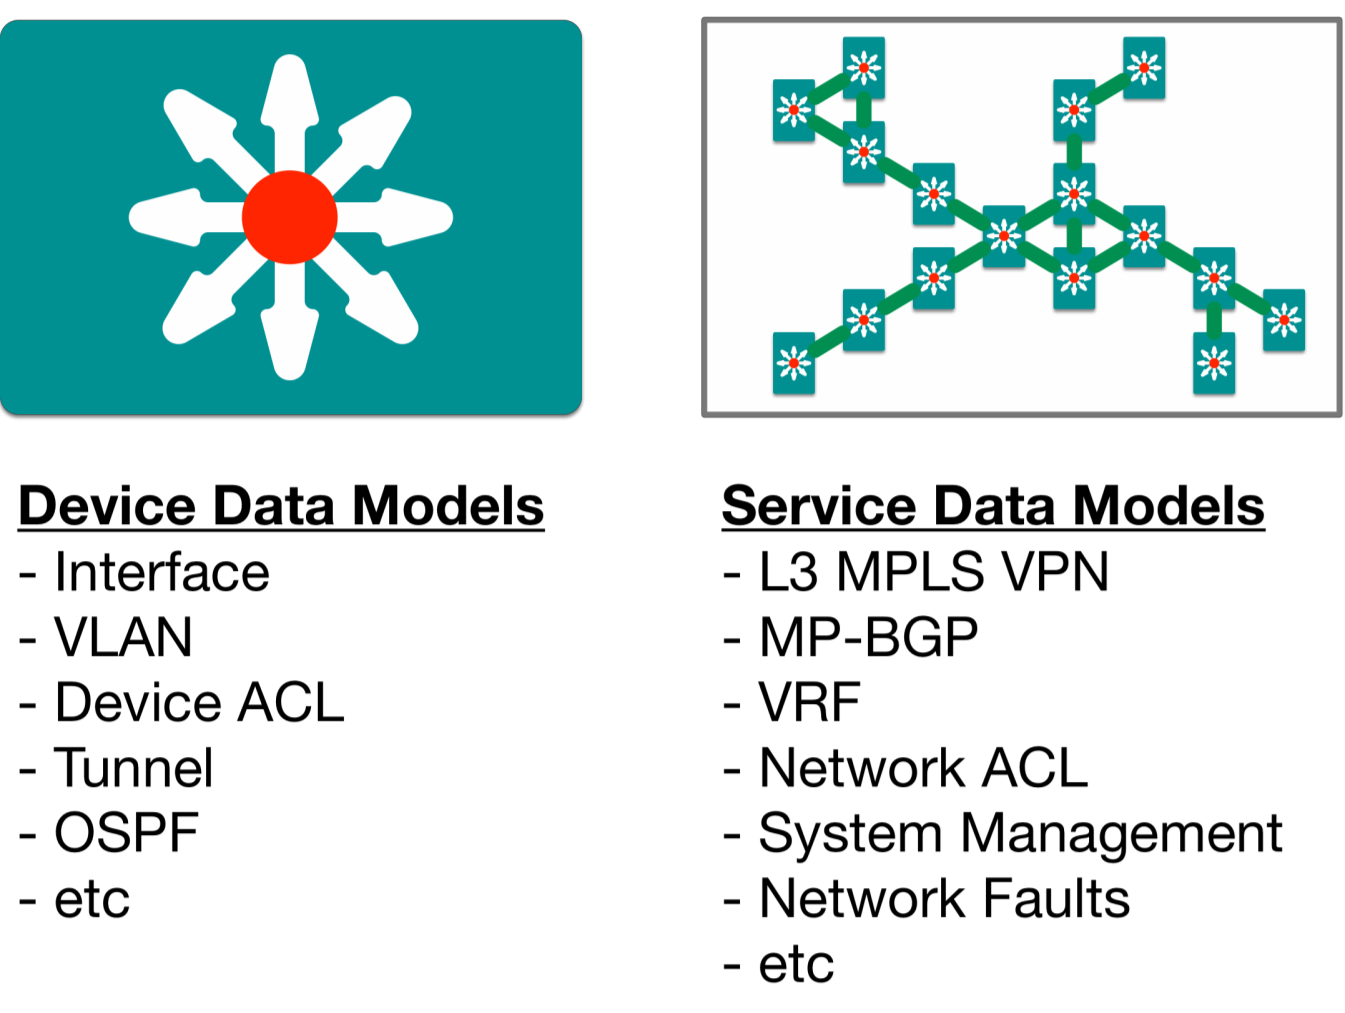 Device Data Models
- Interface
- VLAN
- Device ACL
- Tunnel
- OSPF
- etc
Service Data Models
- L3 MPLS VPN
- MP-BGP
- VRF
- Network ACL
- System Management
- Network Faults
- etc